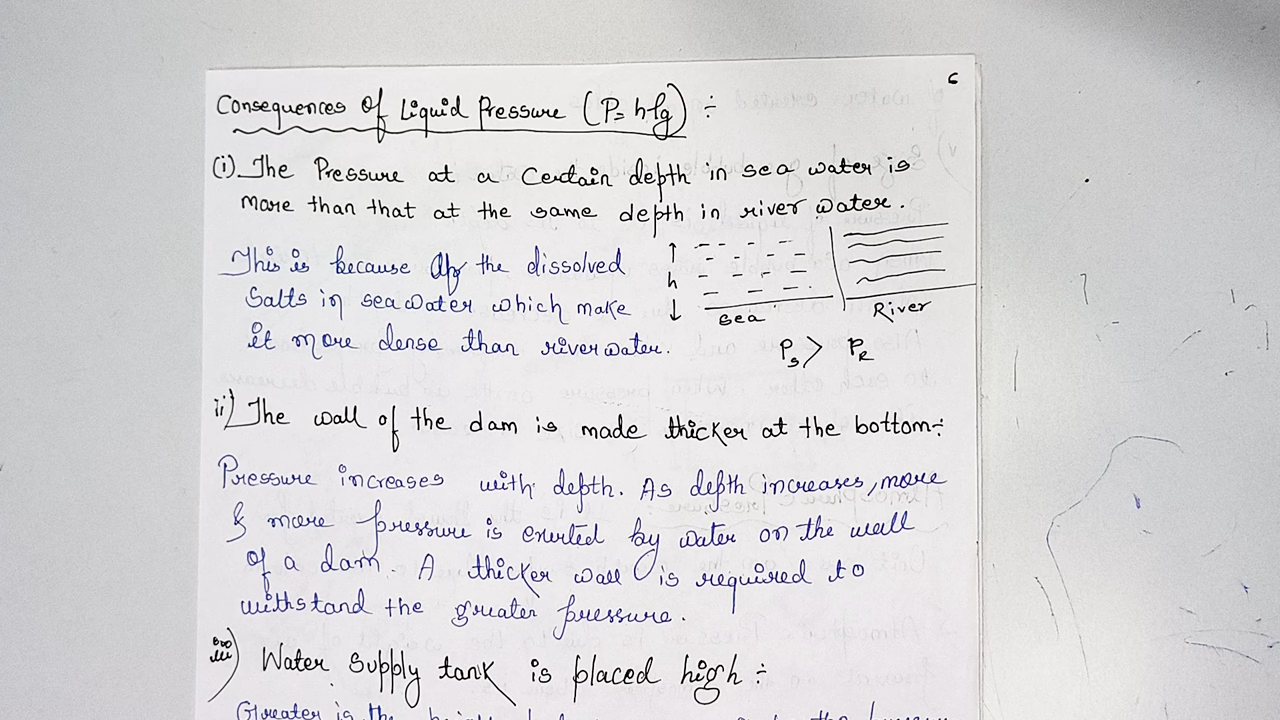 6
Consequences Of Liquid Pressure (P= hρg) ÷
(i) The Pressure at a Certain depth in sea water is
more than that at the same depth in river water.
This is because of the dissolved
Salts in sea water which make
it more dense than river water.
h
Sea
River
Ps > PR
ii) The wall of the dam is made thicker at the bottom÷
Pressure increases with depth. As depth increases, more
& more pressure is exerted by water on the wall
of a dam. A thicker wall is required to
withstand the greater pressure.
iii) Water Supply tank is placed high ÷
Greater is the